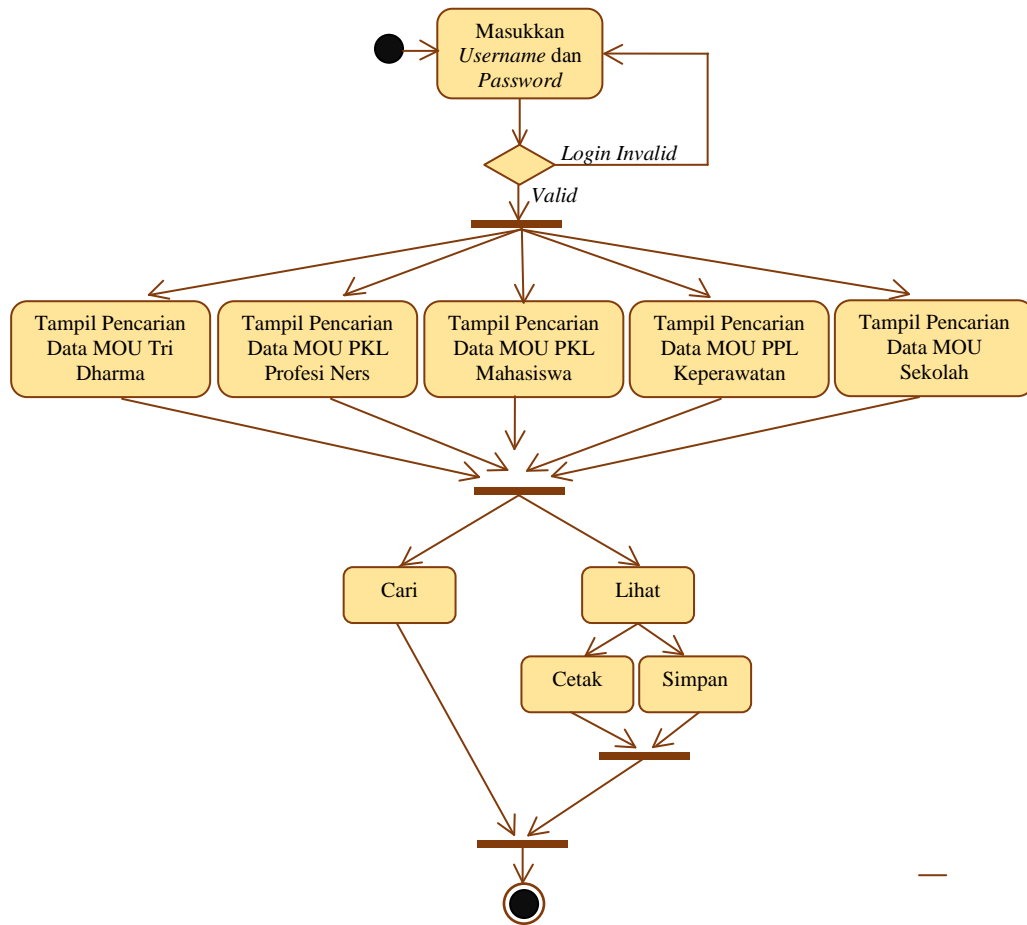 Masukkan
Username dan
Password
Login Invalid
Valid
Tampil Pencarian
Data MOU Tri
Dharma
Tampil Pencarian
Data MOU PKL
Profesi Ners
Tampil Pencarian
Data MOU PKL
Mahasiswa
Tampil Pencarian
Data MOU PPL
Keperawatan
Tampil Pencarian
Data MOU
Sekolah
Cari
Lihat
Cetak
Simpan